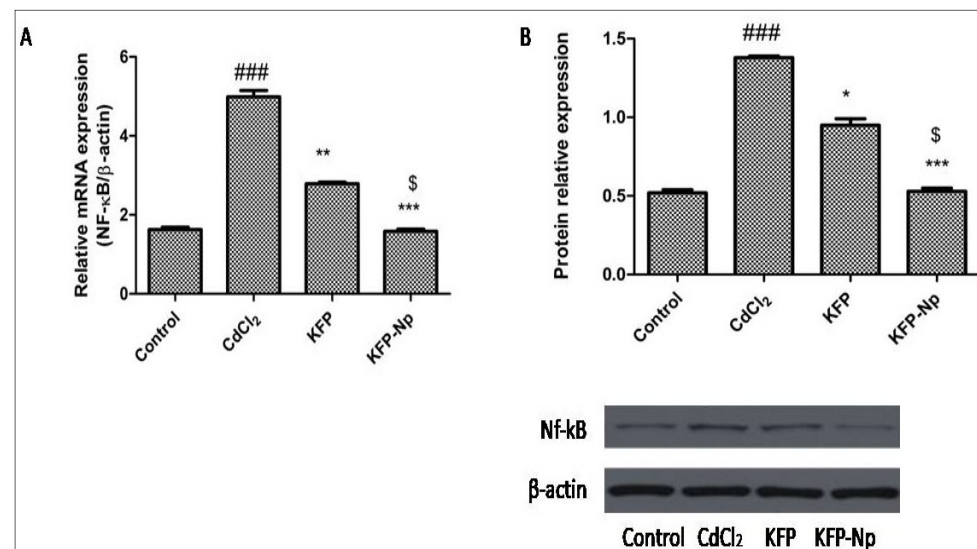 A
Relative mRNA expression
(NF-κB/β-actin)
6
4
2
0
###
**
$
***
Control
CdCl₂
KFP
KFP-Np
B
Protein relative expression
1.5
1.0
0.5
0.0
###
*
$
***
Control
CdCl₂
KFP
KFP-Np
Nf-kB
β-actin
Control CdCl₂ KFP KFP-Np